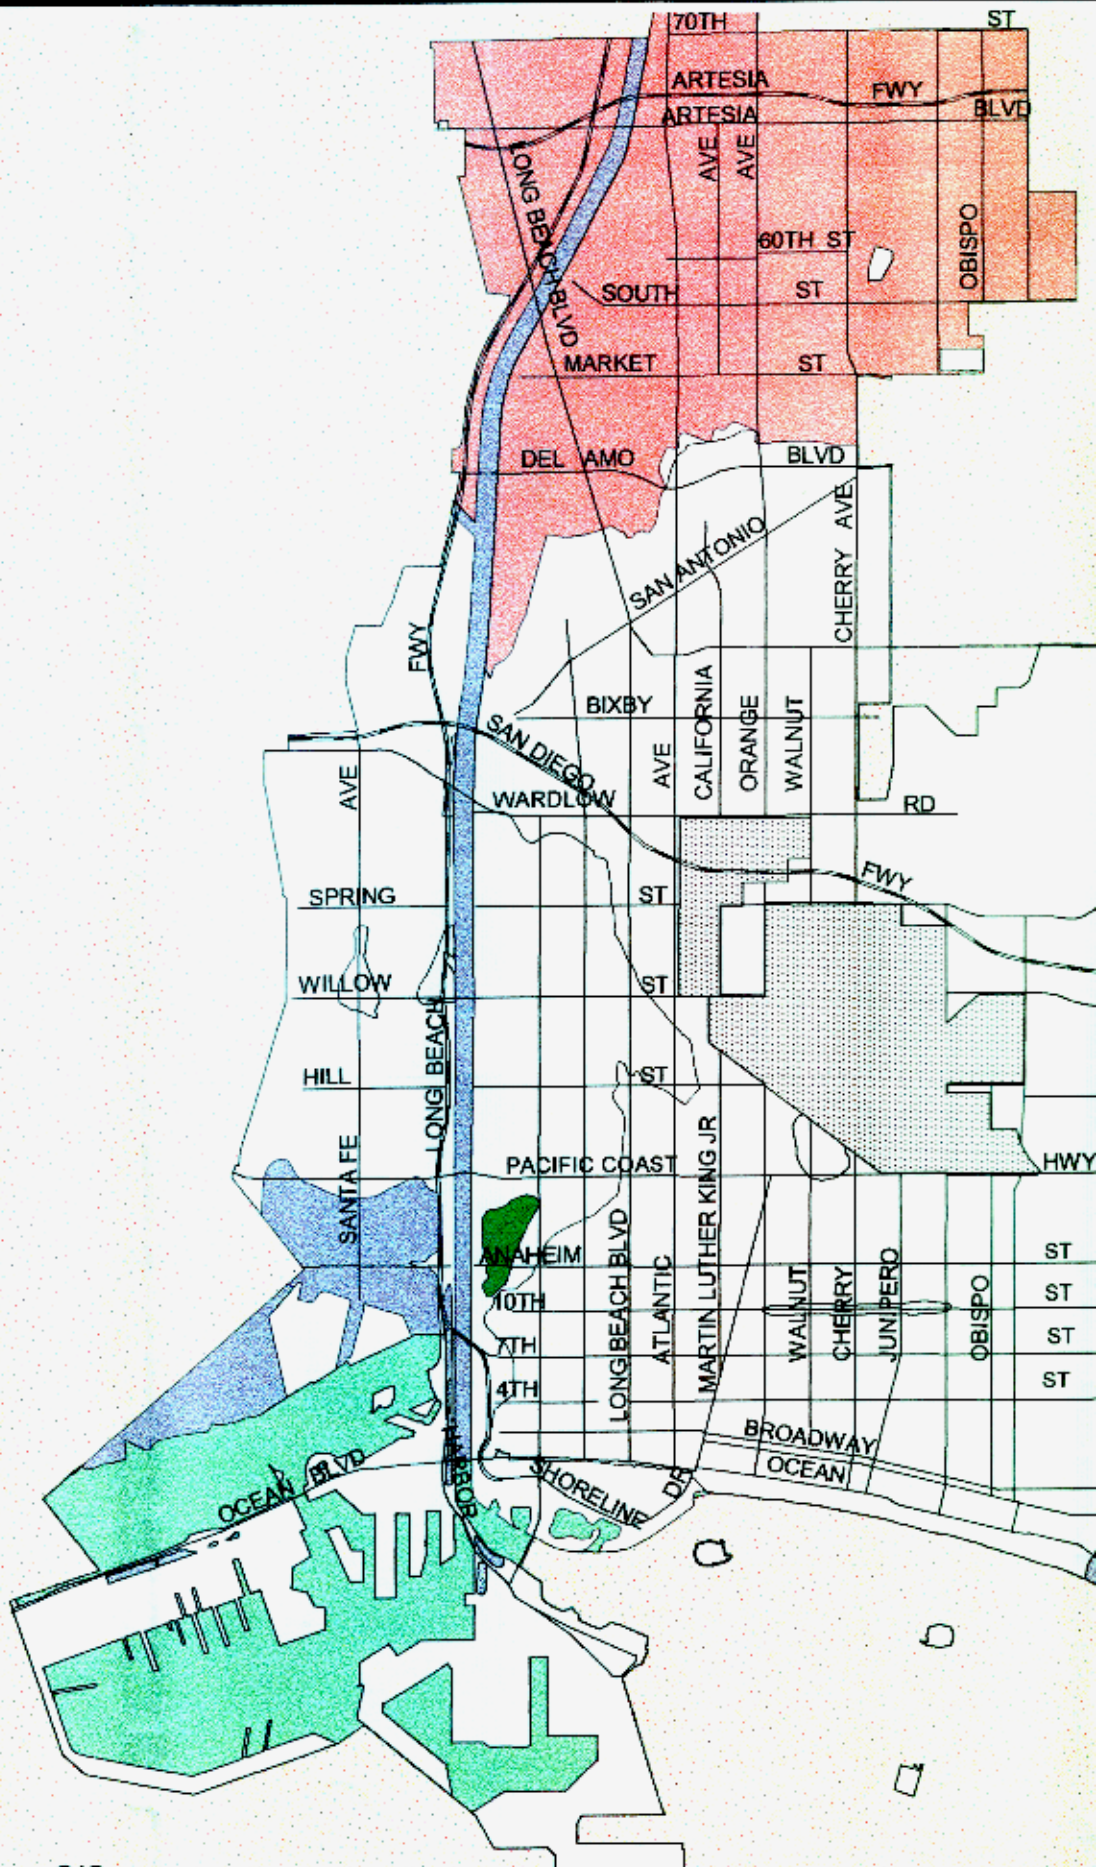 70TH ST
ARTESIA FWY
ARTESIA BLVD
AVE
AVE
LONG BEACH BLVD
60TH ST
OBISPO
SOUTH ST
MARKET ST
DEL AMO BLVD
SAN ANTONIO
CHERRY AVE
FWY
BIXBY
SAN DIEGO
AVE
CALIFORNIA
ORANGE
WALNUT
AVE
WARDLOW RD
FWY
SPRING ST
WILLOW ST
LONG BEACH
HILL ST
SANTA FE
PACIFIC COAST HWY
MARTIN LUTHER KING JR
ANAHEIM ST
LONG BEACH BLVD
ATLANTIC
WALNUT
CHERRY
JUNIPERO
OBISPO
10TH ST
7TH ST
4TH ST
HARBOR
BROADWAY
OCEAN
OCEAN BLVD
SHORELINE DR